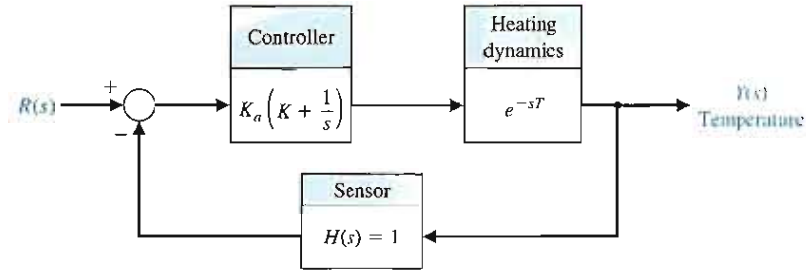 Controller
Heating
dynamics
R(s)
+
−
K_a(K + 1/s)
e^{-sT}
Y(s)
Temperature
Sensor
H(s) = 1